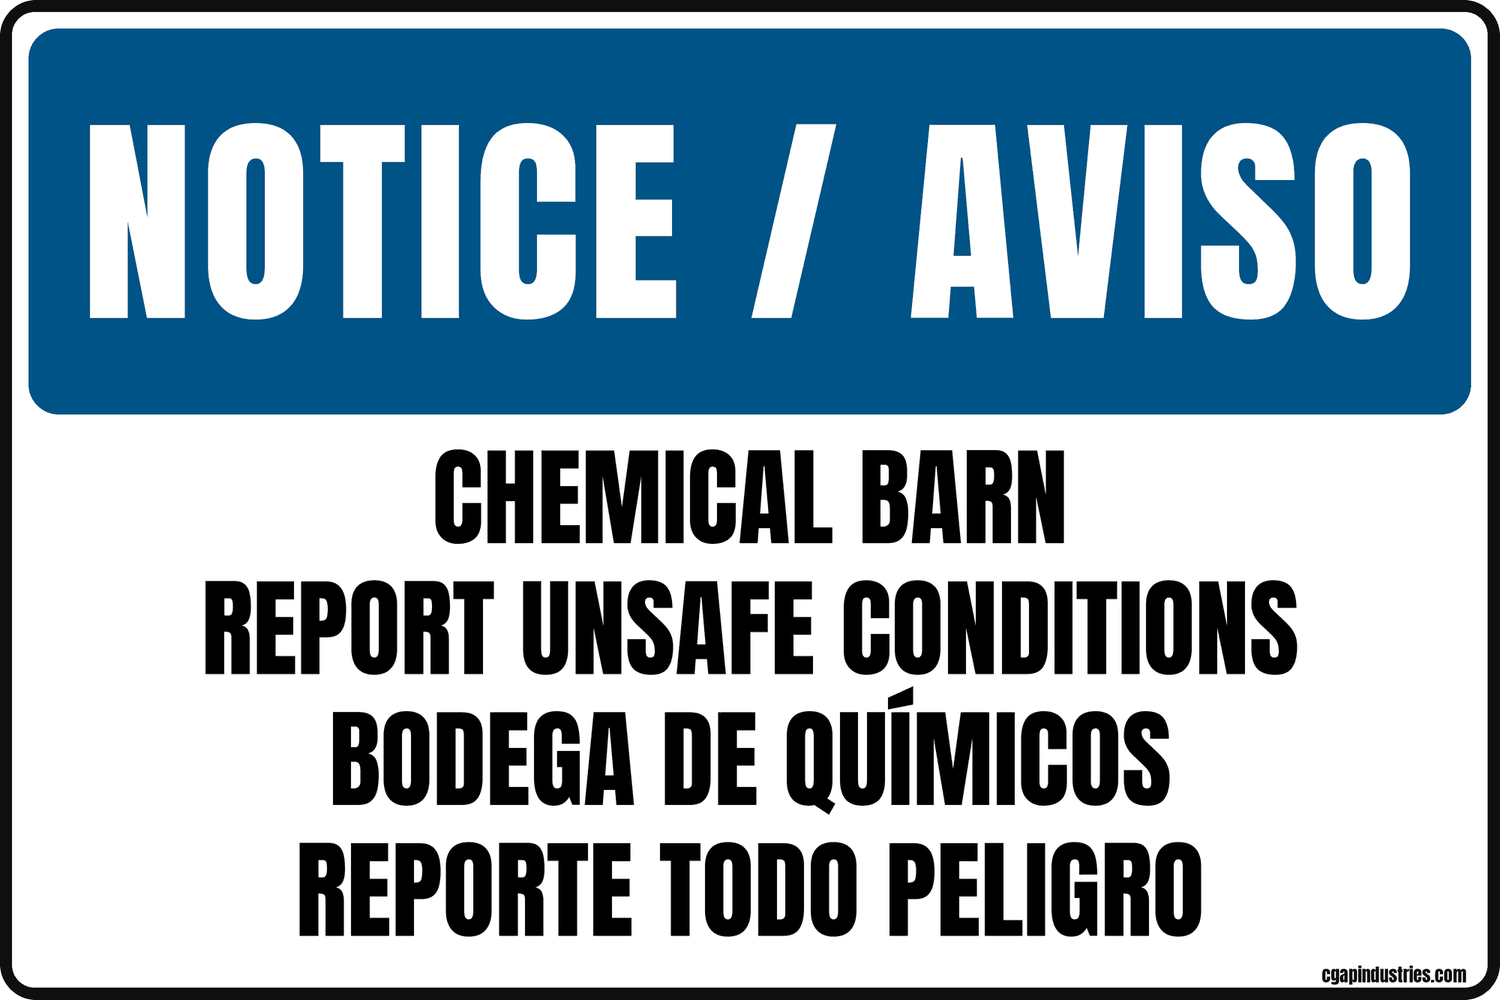 NOTICE / AVISO
CHEMICAL BARN
REPORT UNSAFE CONDITIONS
BODEGA DE QUÍMICOS
REPORTE TODO PELIGRO
cgapindustries.com